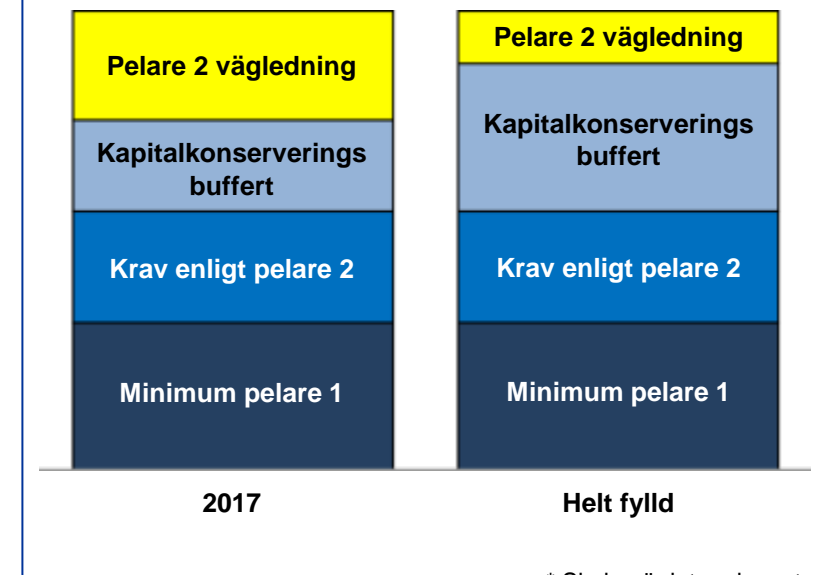 Pelare 2 vägledning
Kapitalkonserverings
buffert
Krav enligt pelare 2
Minimum pelare 1
2017
Pelare 2 vägledning
Kapitalkonserverings
buffert
Krav enligt pelare 2
Minimum pelare 1
Helt fylld